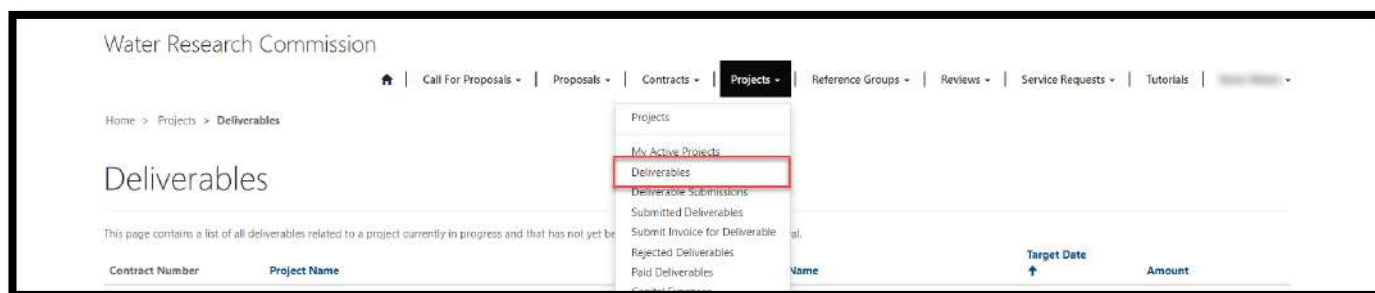 Water Research Commission
Call For Proposals | Proposals | Contracts | Projects | Reference Groups | Reviews | Service Requests | Tutorials |
Home > Projects > Deliverables
Projects
My Active Projects
Deliverables
Deliverables
Deliverable Submissions
Submitted Deliverables
This page contains a list of all deliverables related to a project currently in progress and that has not yet be
Submit Invoice for Deliverable
al.
Rejected Deliverables
Paid Deliverables
Capital Expenses
Contract Number Project Name Name Target Date Amount